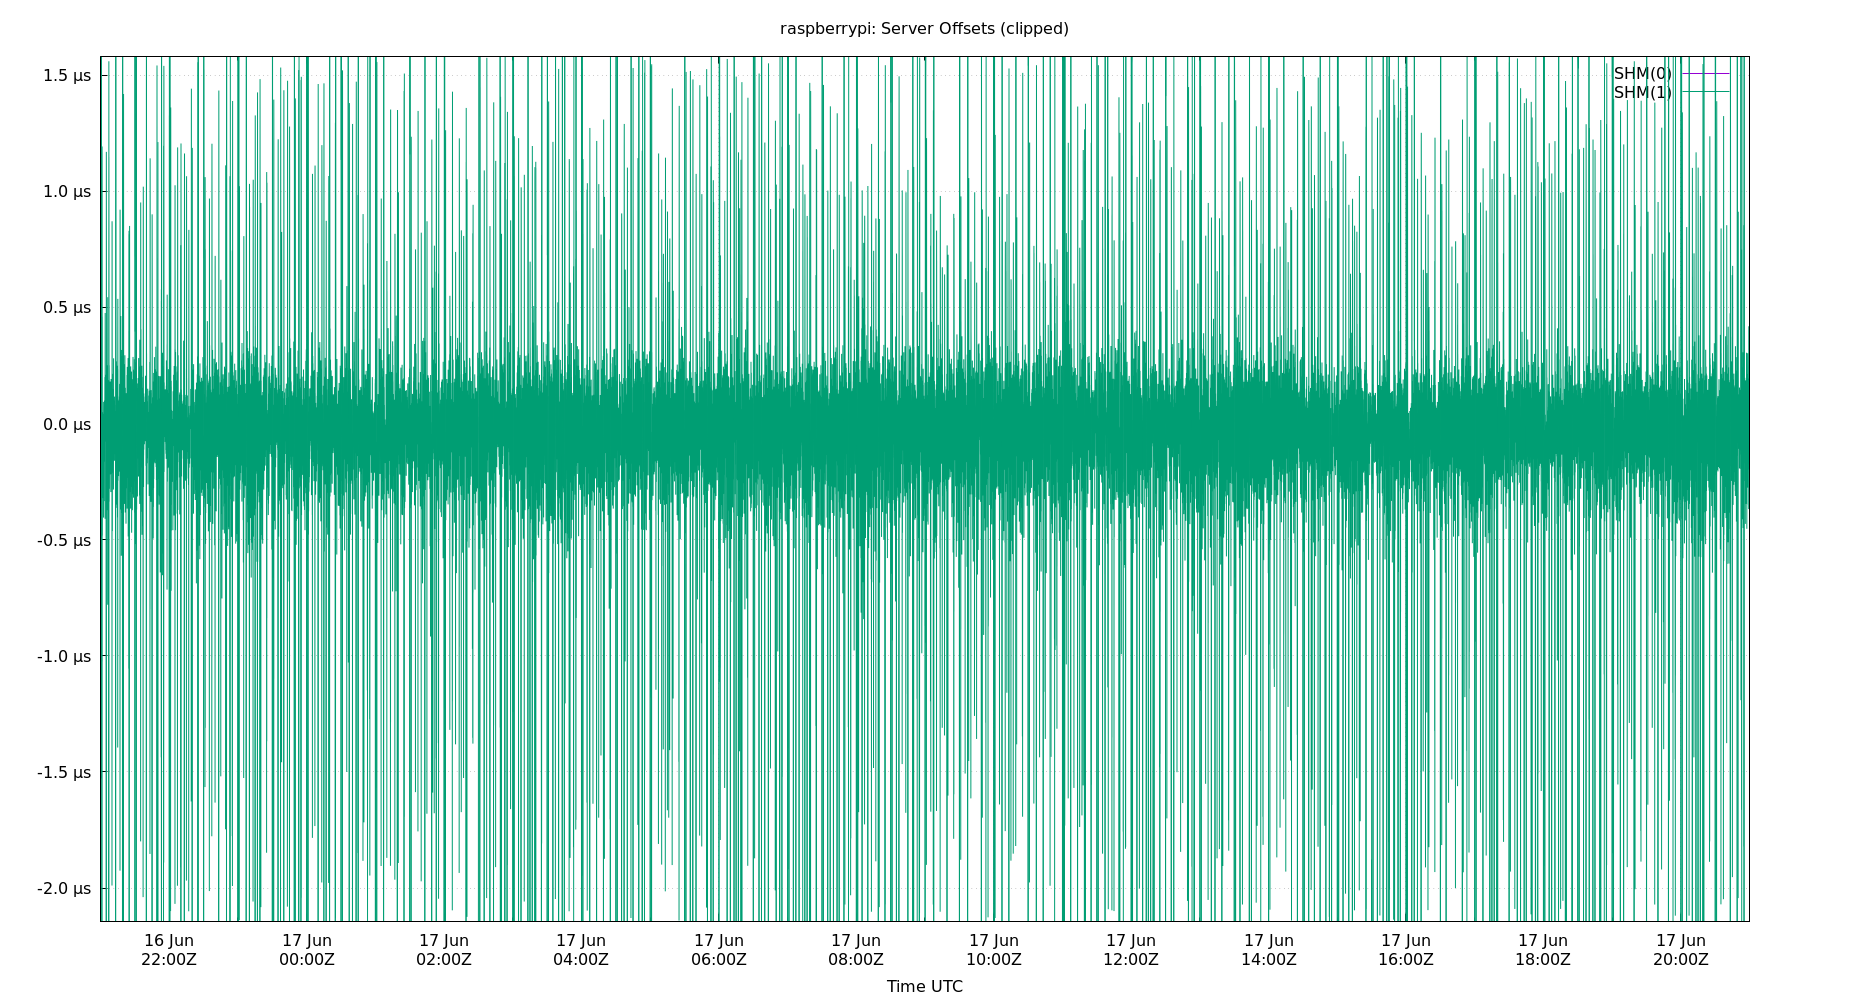 raspberrypi: Server Offsets (clipped)
1.5 µs
1.0 µs
0.5 µs
0.0 µs
-0.5 µs
-1.0 µs
-1.5 µs
-2.0 µs
SHM(0)
SHM(1)
16 Jun 17 Jun 17 Jun 17 Jun 17 Jun 17 Jun 17 Jun 17 Jun 17 Jun 17 Jun 17 Jun 17 Jun
22:00Z 00:00Z 02:00Z 04:00Z 06:00Z 08:00Z 10:00Z 12:00Z 14:00Z 16:00Z 18:00Z 20:00Z
Time UTC